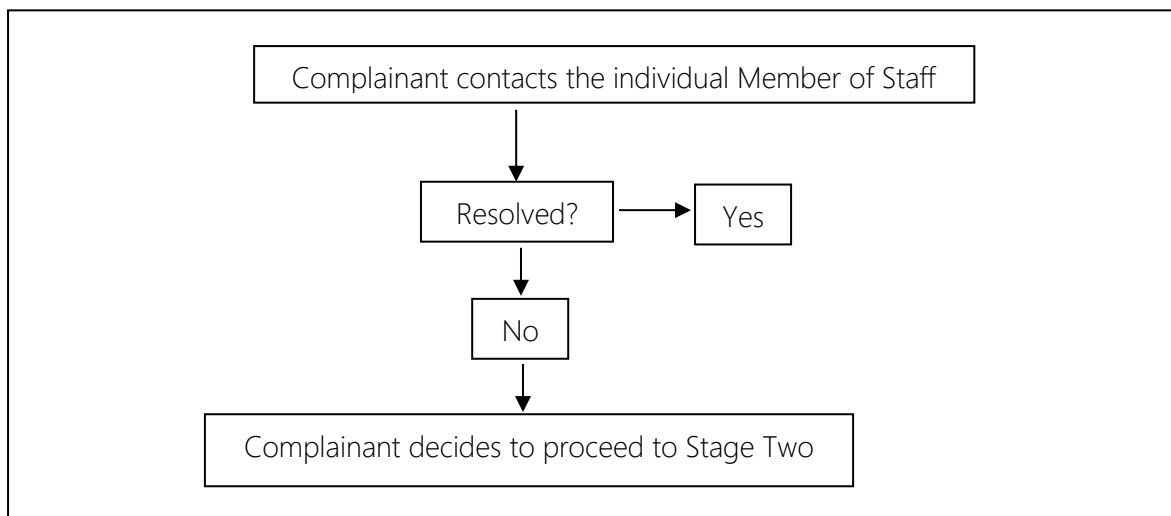 Complainant contacts the individual Member of Staff
Resolved?
Yes
No
Complainant decides to proceed to Stage Two